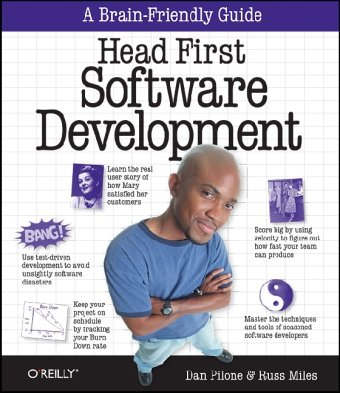 A Brain-Friendly Guide
Head First
Software
Development
Learn the real
user story of
how Mary
satisfied her
customers
Score big by using
velocity to figure out
how fast your team
can produce
BANG!
Use test-driven
development to avoid
unsightly software
disasters
Keep your
project on
schedule by
tracking your
Burn Down rate
Burn Down
Master the techniques
and tools of seasoned
software developers
O'REILLY®
Dan Pilone & Russ Miles